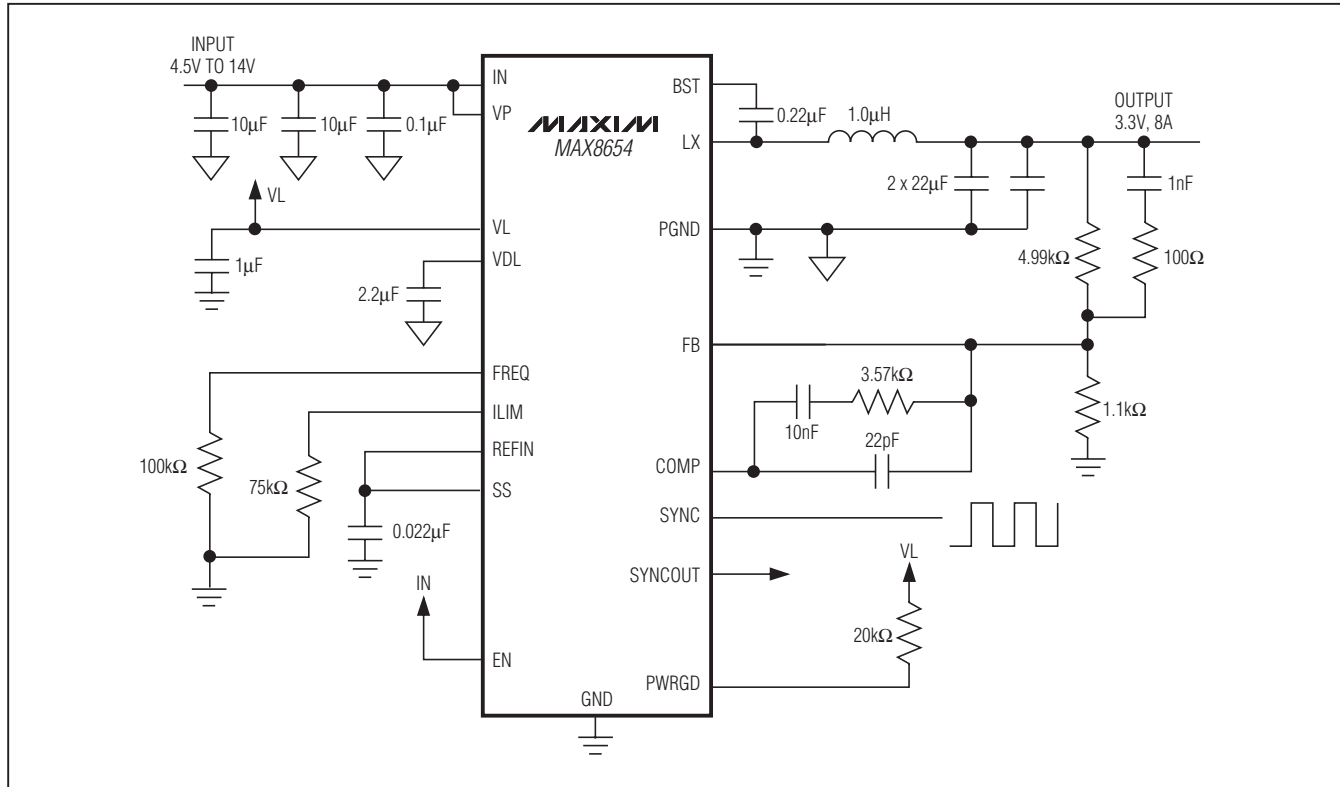 INPUT
4.5V TO 14V
10µF
10µF
0.1µF
VL
1µF
2.2µF
100kΩ
75kΩ
0.022µF
IN
IN
VP
VL
VDL
FREQ
ILIM
REFIN
SS
EN
MAXIM
MAX8654
GND
BST
LX
PGND
FB
COMP
SYNC
SYNCOUT
PWRGD
0.22µF
1.0µH
OUTPUT
3.3V, 8A
2 x 22µF
1nF
4.99kΩ
100Ω
3.57kΩ
10nF
22pF
1.1kΩ
VL
20kΩ